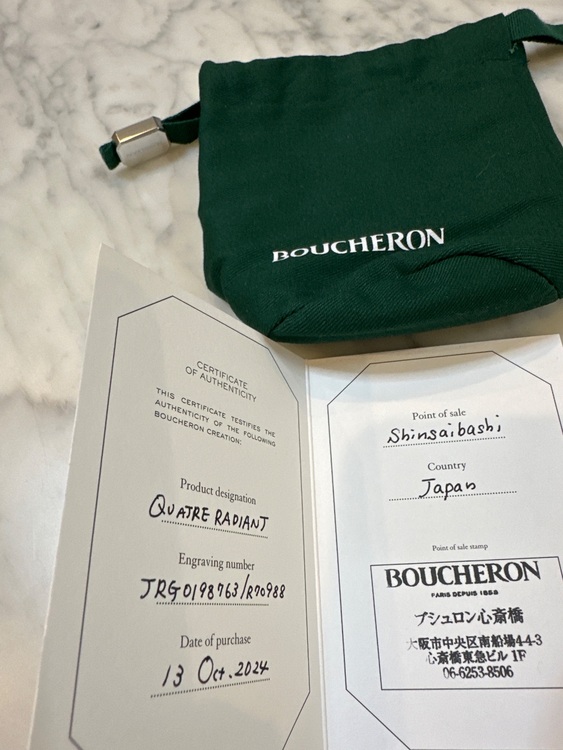 BOUCHERON
CERTIFICATE
OF AUTHENTICITY
THIS CERTIFICATE TESTIFIES THE
AUTHENTICITY OF THE FOLLOWING
BOUCHERON CREATION:
Product designation
QUATRE RADIANT
Engraving number
JRG0198763/R70988
Date of purchase
13 Oct. 2024
Point of sale
Shinsaibashi
Country
Japan
Point of sale stamp
BOUCHERON
PARIS DEPUIS 1858
ブシュロン心斎橋
大阪市中央区南船場4-4-3
心斎橋東急ビル 1F
06-6253-8506